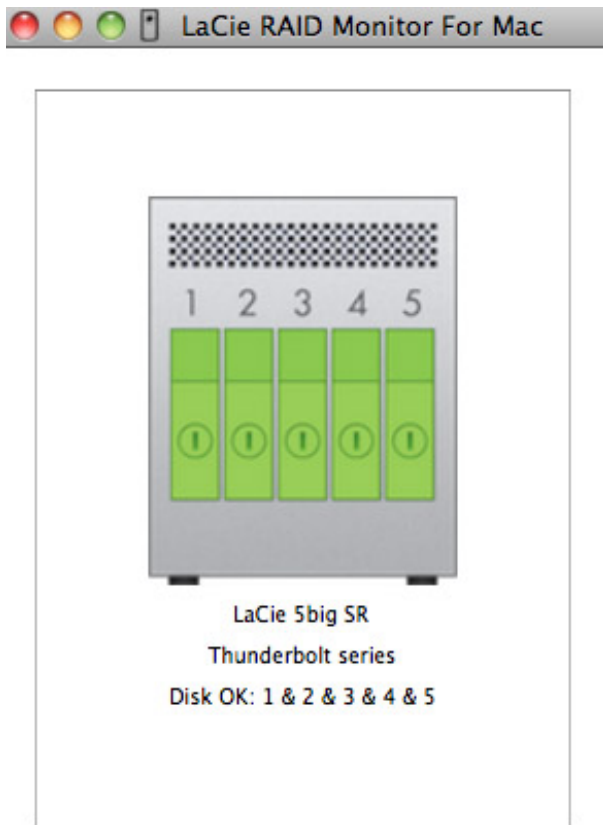 LaCie RAID Monitor For Mac
1 2 3 4 5
LaCie 5big SR
Thunderbolt series
Disk OK: 1 & 2 & 3 & 4 & 5